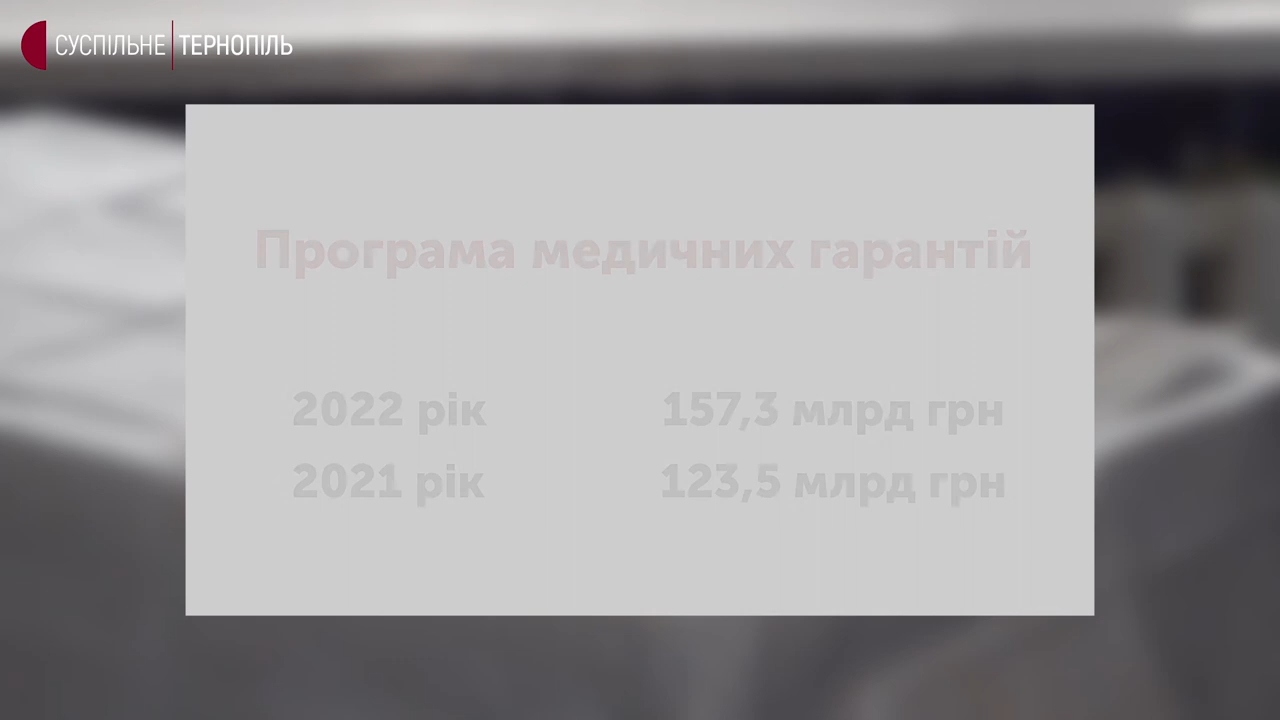 СУСПІЛЬНЕ ТЕРНОПІЛЬ
Програма медичних гарантій
2022 рік 157,3 млрд грн
2021 рік 123,5 млрд грн